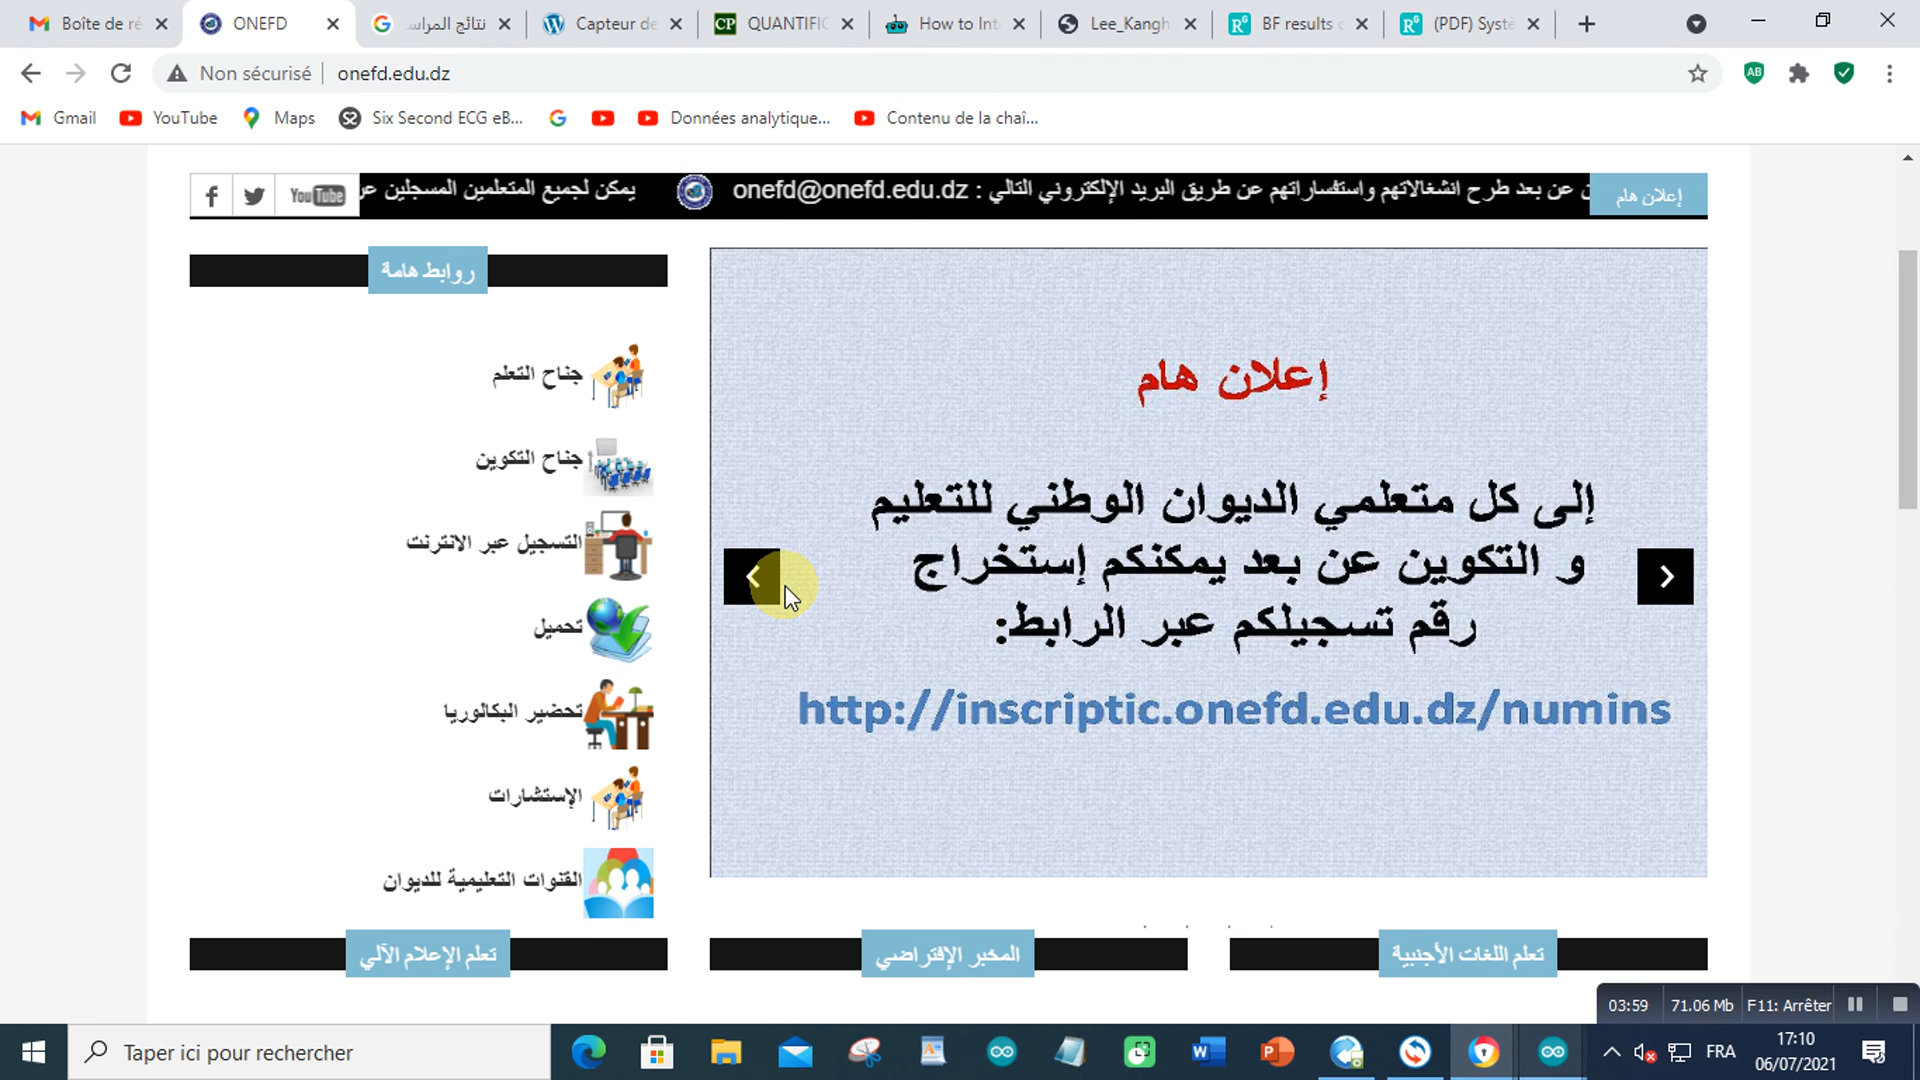 Boîte de ré
ONEFD
نتائج المراس
Capteur de
QUANTIFIC
How to Int
Lee_Kangh
BF results c
(PDF) Systè
Non sécurisé
onefd.edu.dz
Gmail
YouTube
Maps
Six Second ECG eB...
Données analytique...
Contenu de la chaî...
You Tube
إعلان هام
ن عن بعد طرح انشغالاتهم واستفساراتهم عن طريق البريد الإلكتروني التالي : onefd@onefd.edu.dz
يمكن لجميع المتعلمين المسجلين عن
روابط هامة
جناح التعلم
جناح التكوين
التسجيل عبر الانترنت
تحميل
تحضير البكالوريا
الإستشارات
القنوات التعليمية للديوان
إعلان هام
إلى كل متعلمي الديوان الوطني للتعليم
و التكوين عن بعد يمكنكم إستخراج
رقم تسجيلكم عبر الرابط:
http://inscriptic.onefd.edu.dz/numins
تعلم اللغات الأجنبية
المخبر الإفتراضي
تعلم الإعلام الآلي
03:59
71.06 Mb
F11: Arrêter
Taper ici pour rechercher
FRA
17:10
06/07/2021